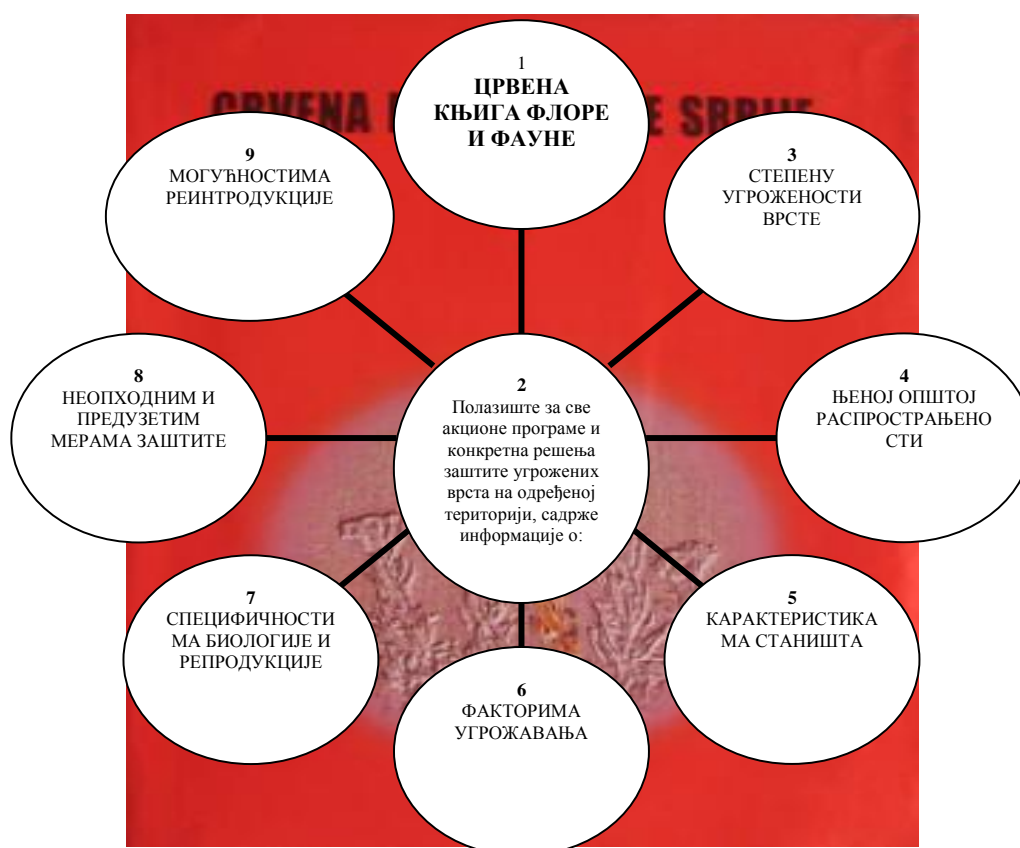 CRVENA
E SRBIJE
1
ЦРВЕНА
КЊИГА ФЛОРЕ
И ФАУНЕ
2
Полазиште за све
акционе програме и
конкретна решења
заштите угрожених
врста на одређеној
територији, садрже
информације о:
3
СТЕПЕНУ
УГРОЖЕНОСТИ
ВРСТЕ
4
ЊЕНОЈ ОПШТОЈ
РАСПРОСТРАЊЕНО
СТИ
5
КАРАКТЕРИСТИКА
МА СТАНИШТА
6
ФАКТОРИМА
УГРОЖАВАЊА
7
СПЕЦИФИЧНОСТИ
МА БИОЛОГИЈЕ И
РЕПРОДУКЦИЈЕ
8
НЕОПХОДНИМ И
ПРЕДУЗЕТИМ
МЕРАМА ЗАШТИТЕ
9
МОГУЋНОСТИМА
РЕИНТРОДУКЦИЈЕ